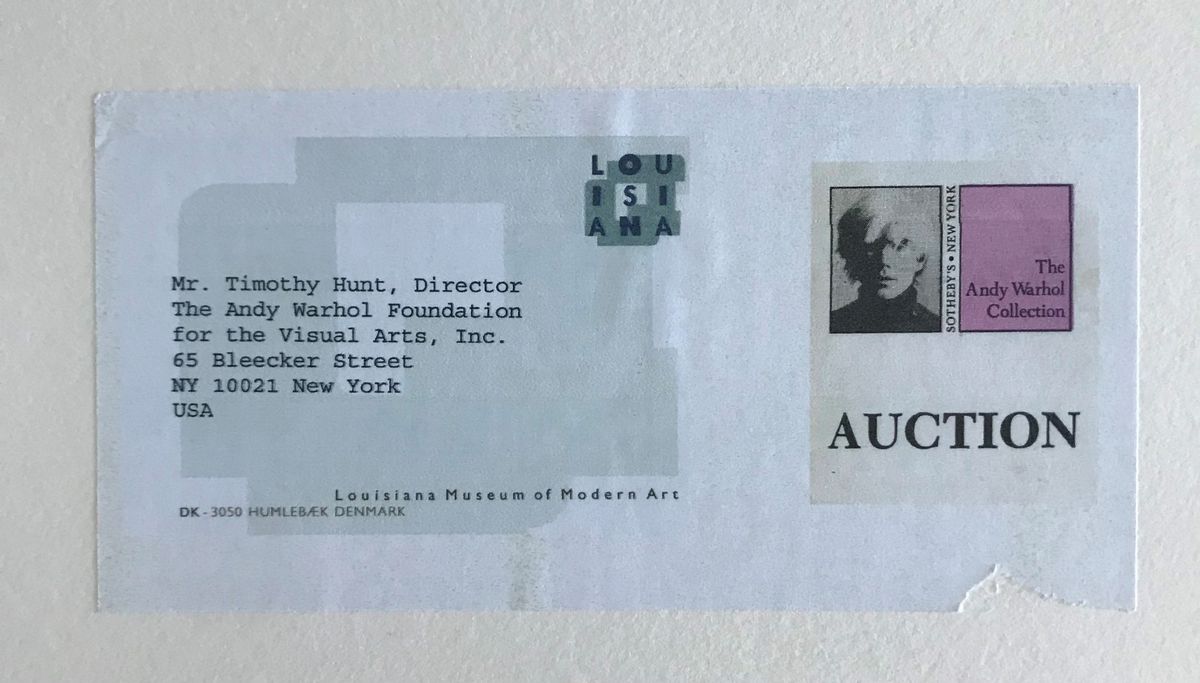 LOU
ISI
ANA
Mr. Timothy Hunt, Director
The Andy Warhol Foundation
for the Visual Arts, Inc.
65 Bleecker Street
NY 10021 New York
USA
Louisiana Museum of Modern Art
DK - 3050 HUMLEBÆK DENMARK
SOTHEBY'S • NEW YORK
The
Andy Warhol
Collection
AUCTION